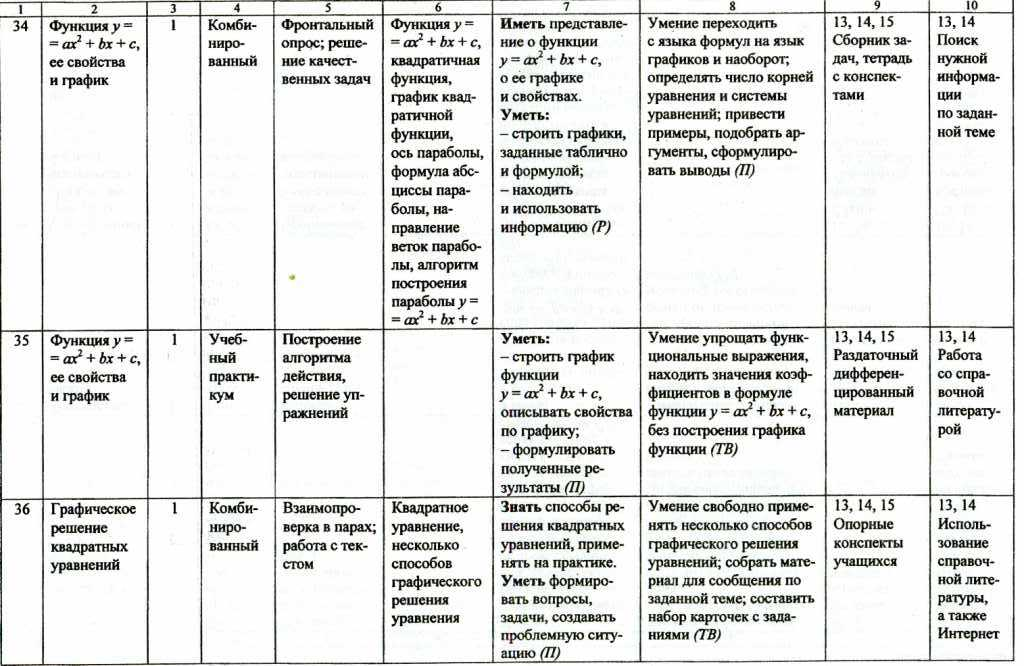 1 2 3 4 5 6 7 8 9 10
34
Функция y =
= ax² + bx + c,
ее свойства
и график
1
Комби-
ниро-
ванный
Фронтальный
опрос; реше-
ние качест-
венных задач
Функция y =
= ax² + bx + c,
квадратичная
функция,
график квад-
ратичной
функции,
ось параболы,
формула абс-
циссы пара-
болы, на-
правление
веток парабо-
лы, алгоритм
построения
параболы y =
= ax² + bx + c
Иметь представле-
ние о функции
y = ax² + bx + c,
о ее графике
и свойствах.
Уметь:
– строить графики,
заданные таблично
и формулой;
– находить
и использовать
информацию (Р)
Умение переходить
с языка формул на язык
графиков и наоборот;
определять число корней
уравнения и системы
уравнений; привести
примеры, подобрать ар-
гументы, сформулиро-
вать выводы (П)
13, 14, 15
Сборник за-
дач, тетрадь
с конспек-
тами
13, 14
Поиск
нужной
информа-
ции
по задан-
ной теме
35
Функция y =
= ax² + bx + c,
ее свойства
и график
1
Учеб-
ный
практи-
кум
Построение
алгоритма
действия,
решение уп-
ражнений
Уметь:
– строить график
функции
y = ax² + bx + c,
описывать свойства
по графику;
– формулировать
полученные ре-
зультаты (П)
Умение упрощать функ-
циональные выражения,
находить значения коэф-
фициентов в формуле
функции y = ax² + bx + c,
без построения графика
функции (ТВ)
13, 14, 15
Раздаточный
дифферен-
цированный
материал
13, 14
Работа
со спра-
вочной
литерату-
рой
36
Графическое
решение
квадратных
уравнений
1
Комби-
ниро-
ванный
Взаимопро-
верка в парах;
работа с тек-
стом
Квадратное
уравнение,
несколько
способов
графического
решения
уравнения
Знать способы ре-
шения квадратных
уравнений, приме-
нять на практике.
Уметь формиро-
вать вопросы,
задачи, создавать
проблемную ситу-
ацию (П)
Умение свободно приме-
нять несколько способов
графического решения
уравнений; собрать мате-
риал для сообщения по
заданной теме; составить
набор карточек с зада-
ниями (ТВ)
13, 14, 15
Опорные
конспекты
учащихся
13, 14
Исполь-
зование
справоч-
ной лите-
ратуры,
а также
Интернет